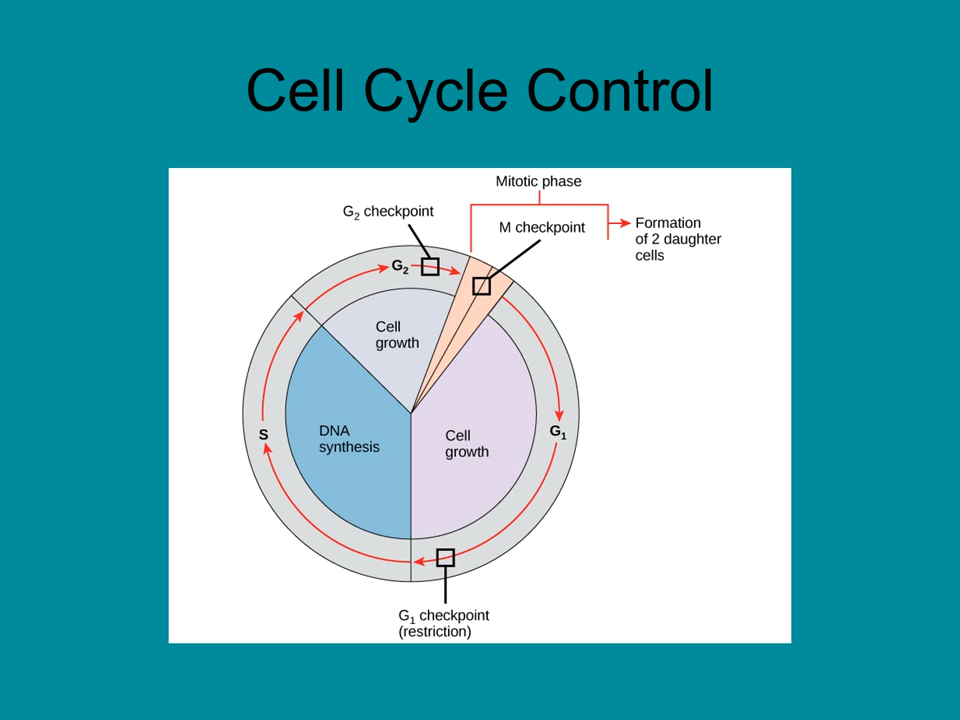 Cell Cycle Control
Mitotic phase
G₂ checkpoint
M checkpoint
Formation
of 2 daughter
cells
G₂
Cell
growth
S
DNA
synthesis
Cell
growth
G₁
G₁ checkpoint
(restriction)